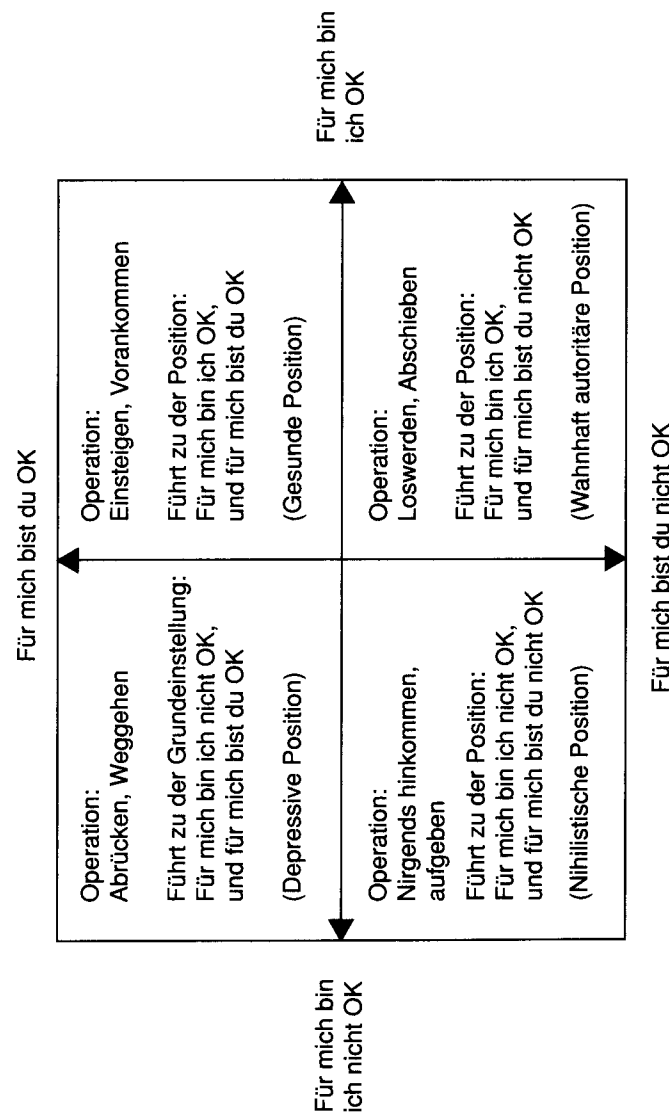 Für mich bist du OK
Operation:
Abrücken, Weggehen
Führt zu der Grundeinstellung:
Für mich bin ich nicht OK,
und für mich bist du OK
(Depressive Position)
Operation:
Einsteigen, Vorankommen
Führt zu der Position:
Für mich bin ich OK,
und für mich bist du OK
(Gesunde Position)
Für mich bin
ich nicht OK
Für mich bin
ich OK
Operation:
Nirgends hinkommen,
aufgeben
Führt zu der Position:
Für mich bin ich nicht OK,
und für mich bist du nicht OK
(Nihilistische Position)
Operation:
Loswerden, Abschieben
Führt zu der Position:
Für mich bin ich OK,
und für mich bist du nicht OK
(Wahnhaft autoritäre Position)
Für mich bist du nicht OK